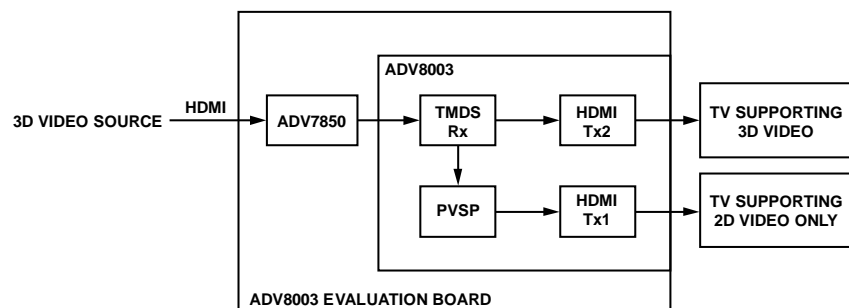 ADV8003
3D VIDEO SOURCE
HDMI
ADV7850
TMDS
Rx
HDMI
Tx2
TV SUPPORTING
3D VIDEO
PVSP
HDMI
Tx1
TV SUPPORTING
2D VIDEO ONLY
ADV8003 EVALUATION BOARD